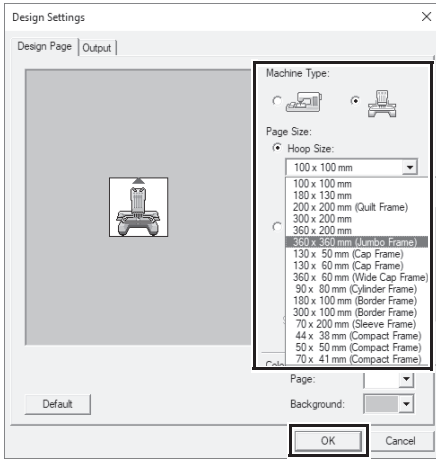 Design Settings
Design Page
Output
Machine Type:
Page Size:
Hoop Size:
100 x 100 mm
100 x 100 mm
180 x 130 mm
200 x 200 mm (Quilt Frame)
300 x 200 mm
360 x 200 mm
360 x 360 mm (Jumbo Frame)
130 x 50 mm (Cap Frame)
130 x 60 mm (Cap Frame)
360 x 60 mm (Wide Cap Frame)
90 x 80 mm (Cylinder Frame)
180 x 100 mm (Border Frame)
300 x 100 mm (Border Frame)
70 x 200 mm (Sleeve Frame)
44 x 38 mm (Compact Frame)
50 x 50 mm (Compact Frame)
70 x 41 mm (Compact Frame)
Page:
Default
Background:
OK
Cancel